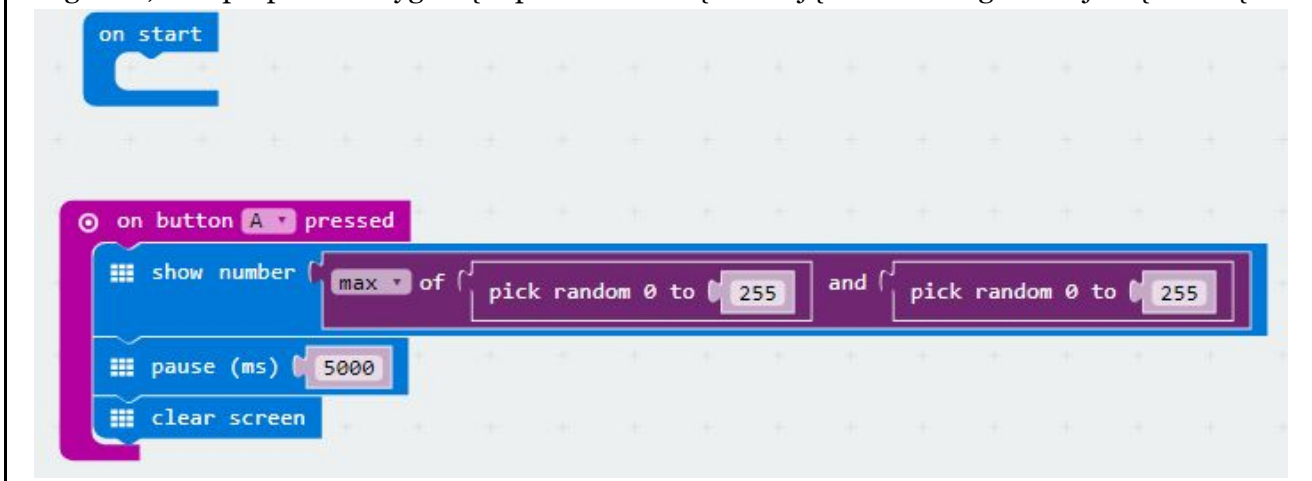 on start
on button A pressed
show number max of pick random 0 to 255 and pick random 0 to 255
pause (ms) 5000
clear screen